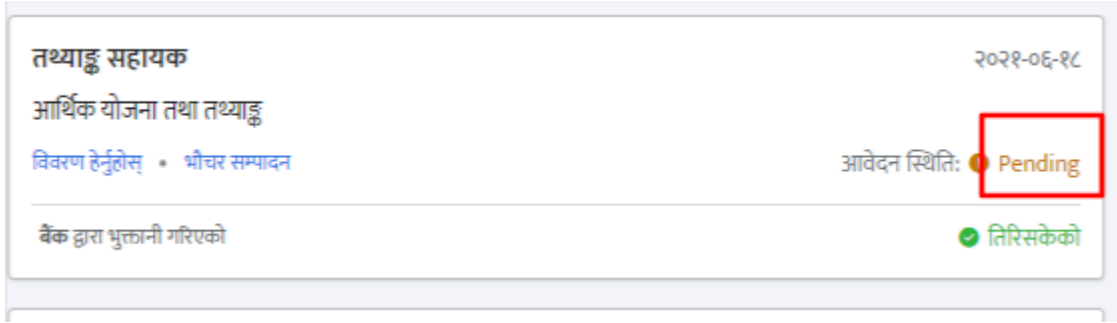 तथ्याङ्क सहायक
२०२१-०६-१८
आर्थिक योजना तथा तथ्याङ्क
विवरण हेर्नुहोस् • भौचर सम्पादन
आवेदन स्थिति: Pending
बैंक द्वारा भुक्तानी गरिएको
तिरिसकेको